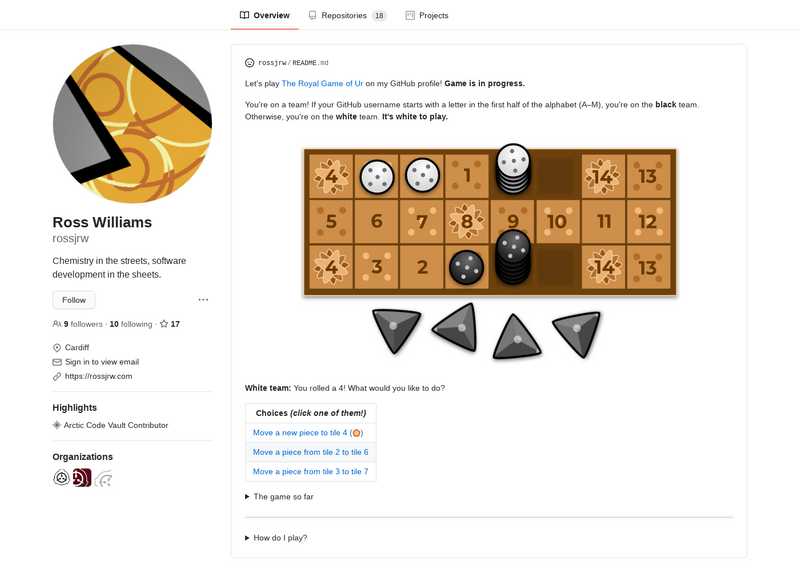 Overview
Repositories 18
Projects
rossjrw / README.md
Let's play The Royal Game of Ur on my GitHub profile! Game is in progress.
You're on a team! If your GitHub username starts with a letter in the first half of the alphabet (A–M), you're on the black team.
Otherwise, you're on the white team. It's white to play.
4 1 14 13
5 6 7 8 9 10 11 12
4 3 2 14 13
Ross Williams
rossjrw
Chemistry in the streets, software
development in the sheets.
Follow
9 followers · 10 following · 17
Cardiff
Sign in to view email
https://rossjrw.com
Highlights
Arctic Code Vault Contributor
Organizations
White team: You rolled a 4! What would you like to do?
Choices (click one of them!)
Move a new piece to tile 4 (🏵️)
Move a piece from tile 2 to tile 6
Move a piece from tile 3 to tile 7
The game so far
How do I play?